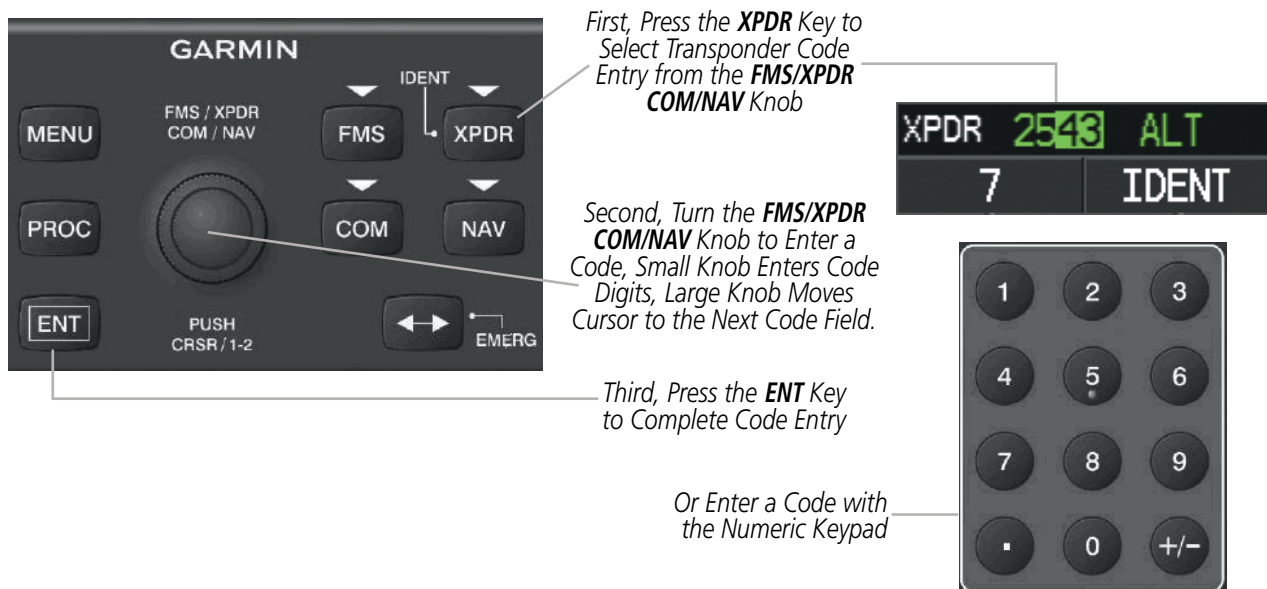 GARMIN
IDENT
FMS / XPDR
COM / NAV
MENU
FMS
XPDR
PROC
COM
NAV
ENT
PUSH
CRSR / 1-2
EMERG
First, Press the XPDR Key to
Select Transponder Code
Entry from the FMS/XPDR
COM/NAV Knob
XPDR 2543 ALT
7 IDENT
Second, Turn the FMS/XPDR
COM/NAV Knob to Enter a
Code, Small Knob Enters Code
Digits, Large Knob Moves
Cursor to the Next Code Field.
Third, Press the ENT Key
to Complete Code Entry
Or Enter a Code with
the Numeric Keypad
1 2 3
4 5 6
7 8 9
. 0 +/-